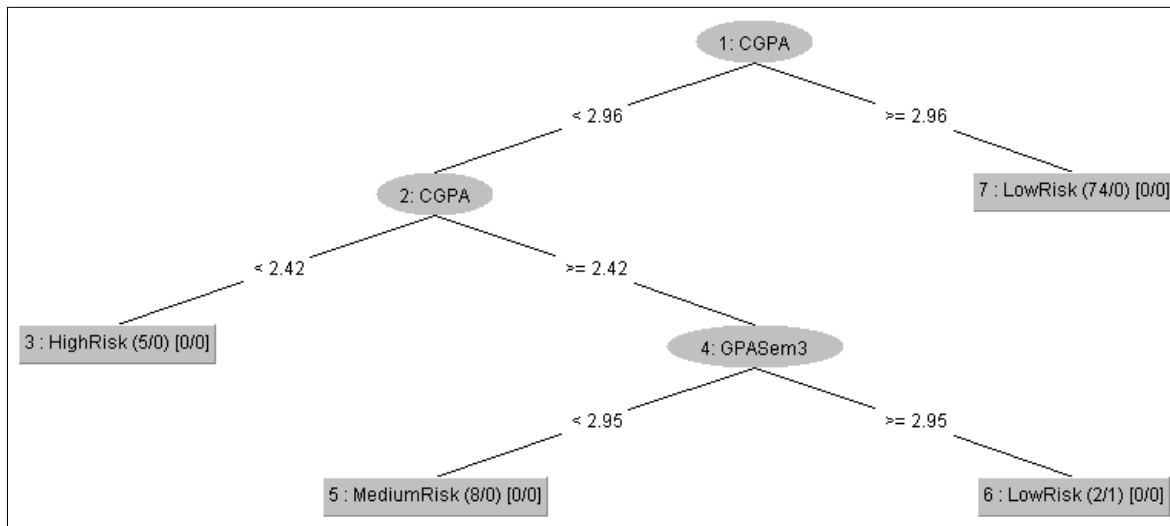 1: CGPA
< 2.96
>= 2.96
2: CGPA
7 : LowRisk (74/0) [0/0]
< 2.42
>= 2.42
3 : HighRisk (5/0) [0/0]
4: GPASem3
< 2.95
>= 2.95
5 : MediumRisk (8/0) [0/0]
6 : LowRisk (2/1) [0/0]